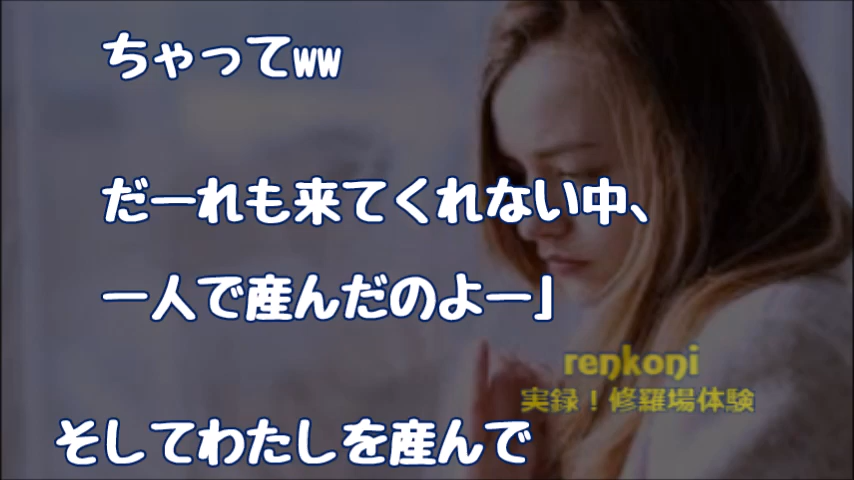 ちゃってww
だーれも来てくれない中、
一人で産んだのよー」
renkoni
実録！修羅場体験
そしてわたしを産んで